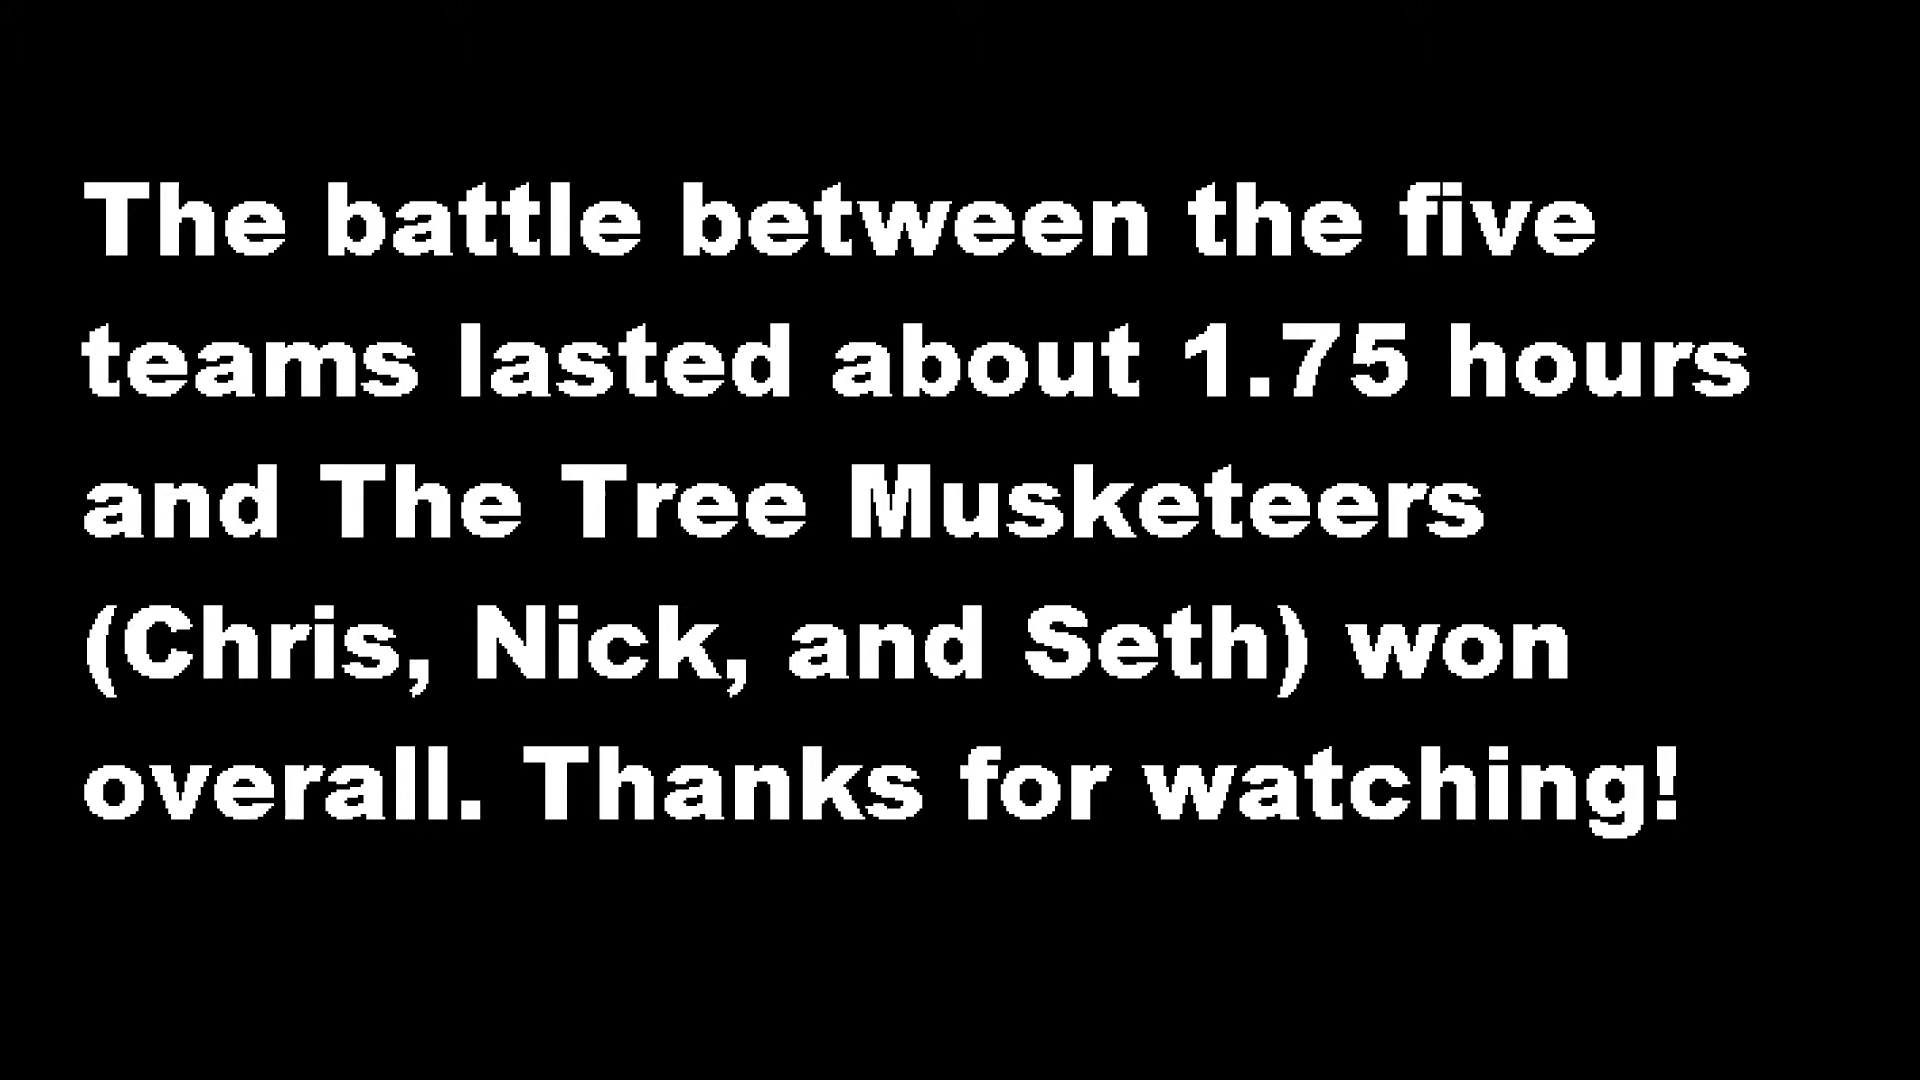 The battle between the five
teams lasted about 1.75 hours
and The Tree Musketeers
(Chris, Nick, and Seth) won
overall. Thanks for watching!